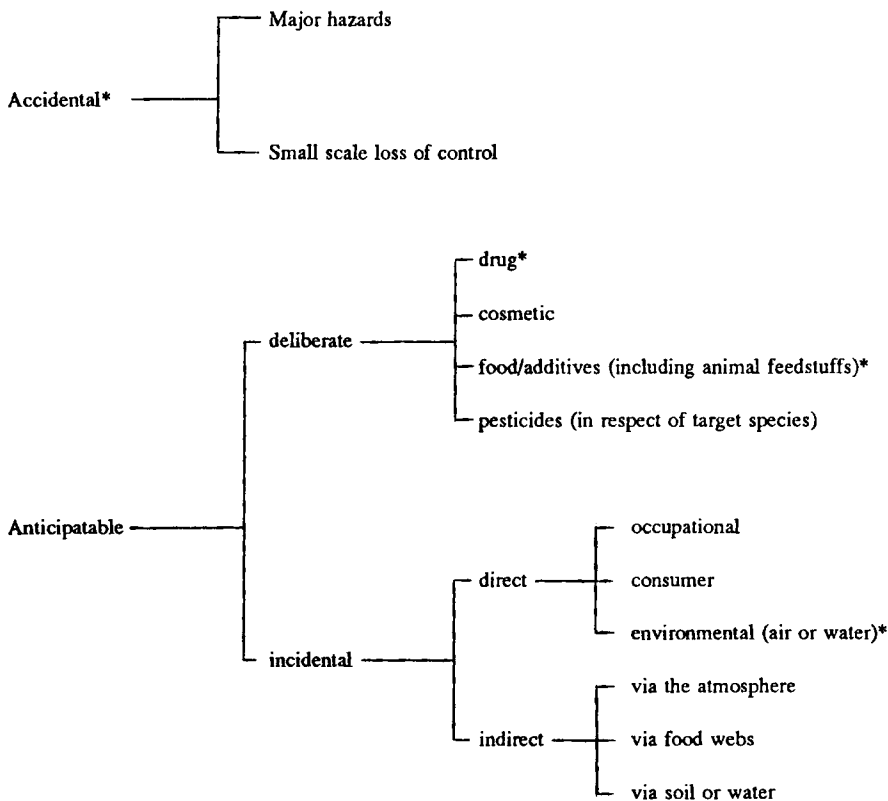 Major hazards
Accidental*
Small scale loss of control
drug*
cosmetic
deliberate
food/additives (including animal feedstuffs)*
pesticides (in respect of target species)
Anticipatable
occupational
direct
consumer
environmental (air or water)*
incidental
via the atmosphere
indirect
via food webs
via soil or water